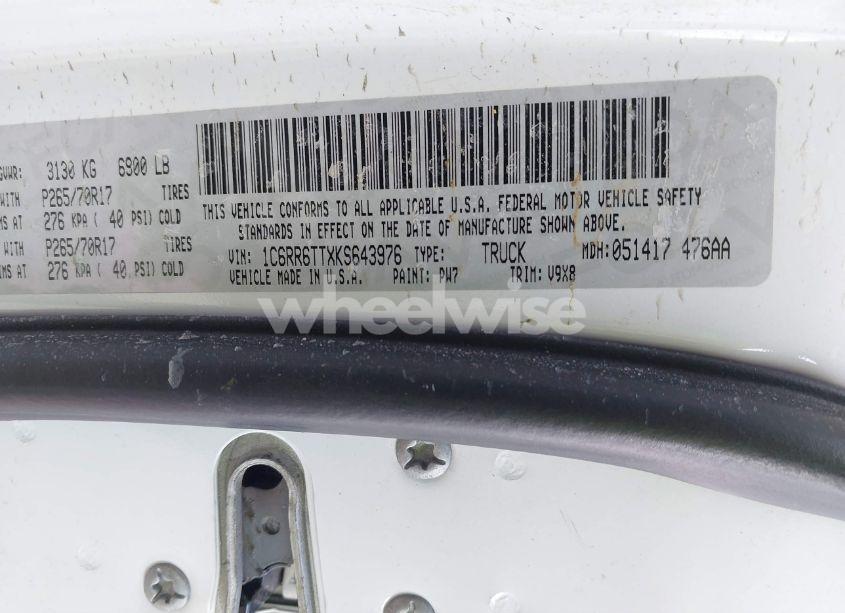 GVWR: 3130 KG 6900 LB
WITH P265/70R17 TIRES
MS AT 276 KPA ( 40 PSI) COLD
WITH P265/70R17 TIRES
MS AT 276 KPA ( 40 PSI) COLD
THIS VEHICLE CONFORMS TO ALL APPLICABLE U.S.A. FEDERAL MOTOR VEHICLE SAFETY
STANDARDS IN EFFECT ON THE DATE OF MANUFACTURE SHOWN ABOVE.
VIN: 1C6RR6TTXKS643976 TYPE: TRUCK MDH:051417 476AA
VEHICLE MADE IN U.S.A. PAINT: PW7 TRIM: V9X8
wheelwise